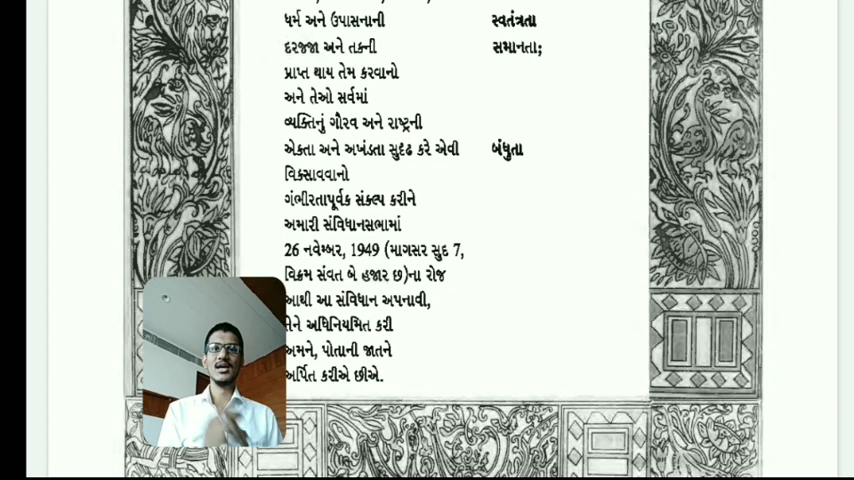 ધર્મ અને ઉપાસનાની સ્વતંત્રતા
દરજ્જા અને તકની સમાનતા;
પ્રાપ્ત થાય તેમ કરવાનો
અને તેઓ સર્વમાં
વ્યક્તિનું ગૌરવ અને રાષ્ટ્રની
એકતા અને અખંડતા સુદૃઢ કરે એવી બંધુતા
વિકસાવવાનો
ગંભીરતાપૂર્વક સંકલ્પ કરીને
અમારી સંવિધાનસભામાં
26 નવેમ્બર, 1949 (માગસર સુદ 7,
વિક્રમ સંવત બે હજાર છ)ના રોજ
આથી આ સંવિધાન અપનાવી,
તેને અધિનિયમિત કરી
અમને, પોતાની જાતને
અર્પિત કરીએ છીએ.